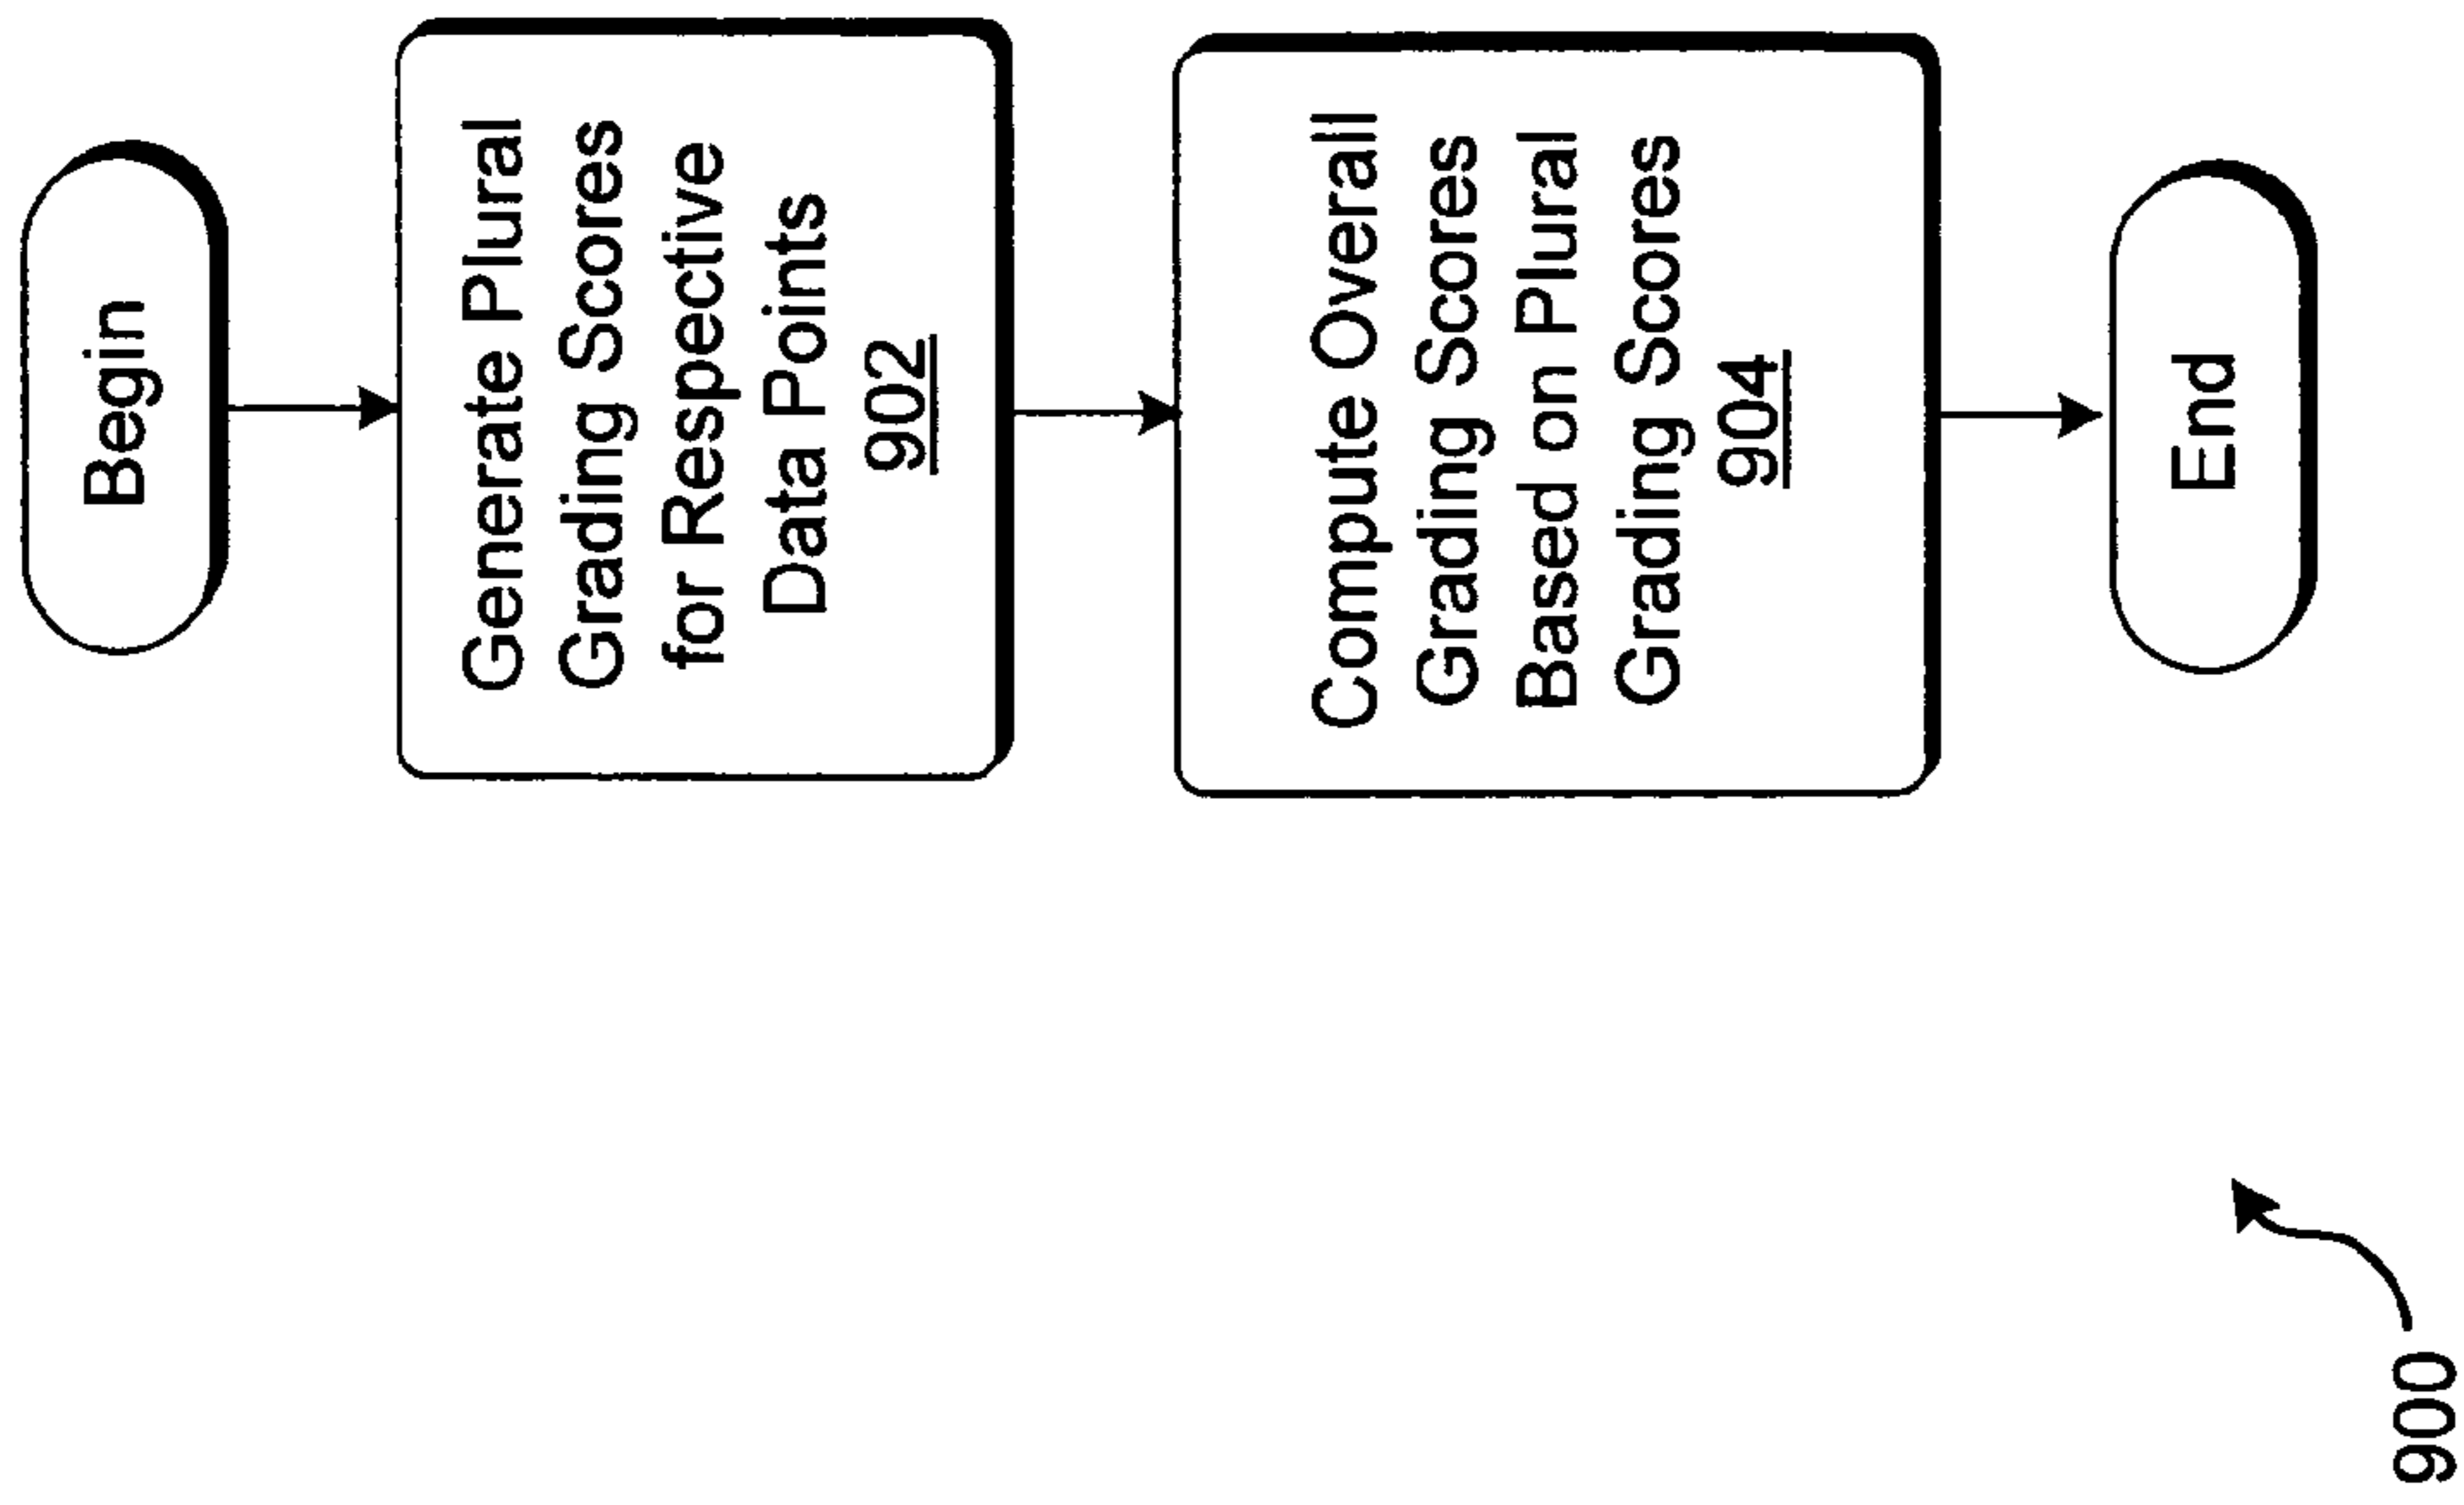 Begin
Generate Plural
Grading Scores
for Respective
Data Points
902
Compute Overall
Grading Scores
Based on Plural
Grading Scores
904
End
900